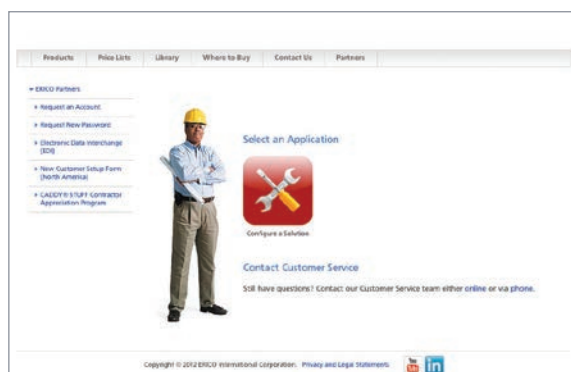 Products Price Lists Library Where to Buy Contact Us Partners
ERICO Partners
Request an Account
Request New Password
Electronic Data Interchange
(EDI)
New Customer Setup Form
(North America)
CADDY® STUFF Contractor
Appreciation Program
Select an Application
Configure a Solution
Contact Customer Service
Still have questions? Contact our Customer Service team either online or via phone.
Copyright © 2012 ERICO International Corporation. Privacy and Legal Statements
You
Tube
in